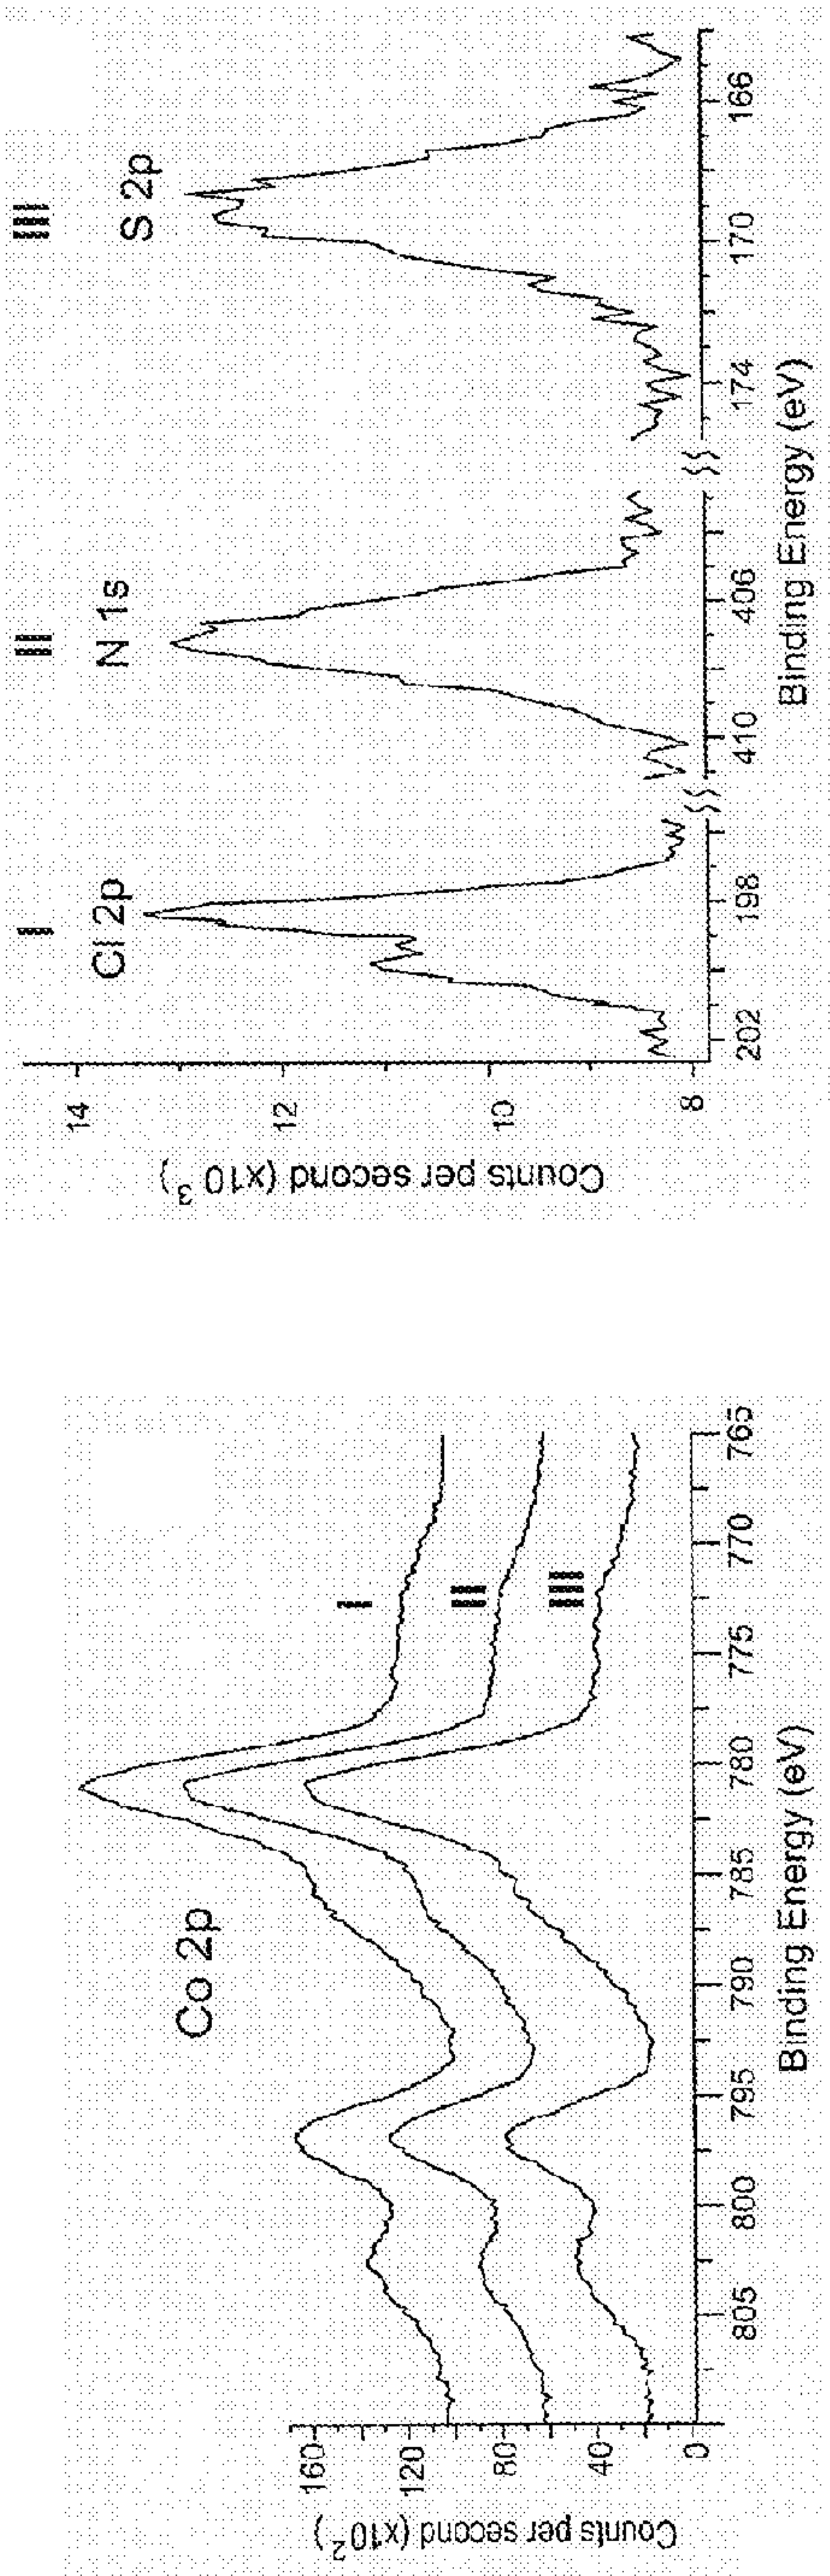 Co 2p
I
II
III
Counts per second (x10²)
160
120
80
40
0
805 800 795 790 785 780 775 770 765
Binding Energy (eV)
I II III
Cl 2p N 1s S 2p
Counts per second (x10³)
14
12
10
8
202 198 410 406 174 170 166
Binding Energy (eV)